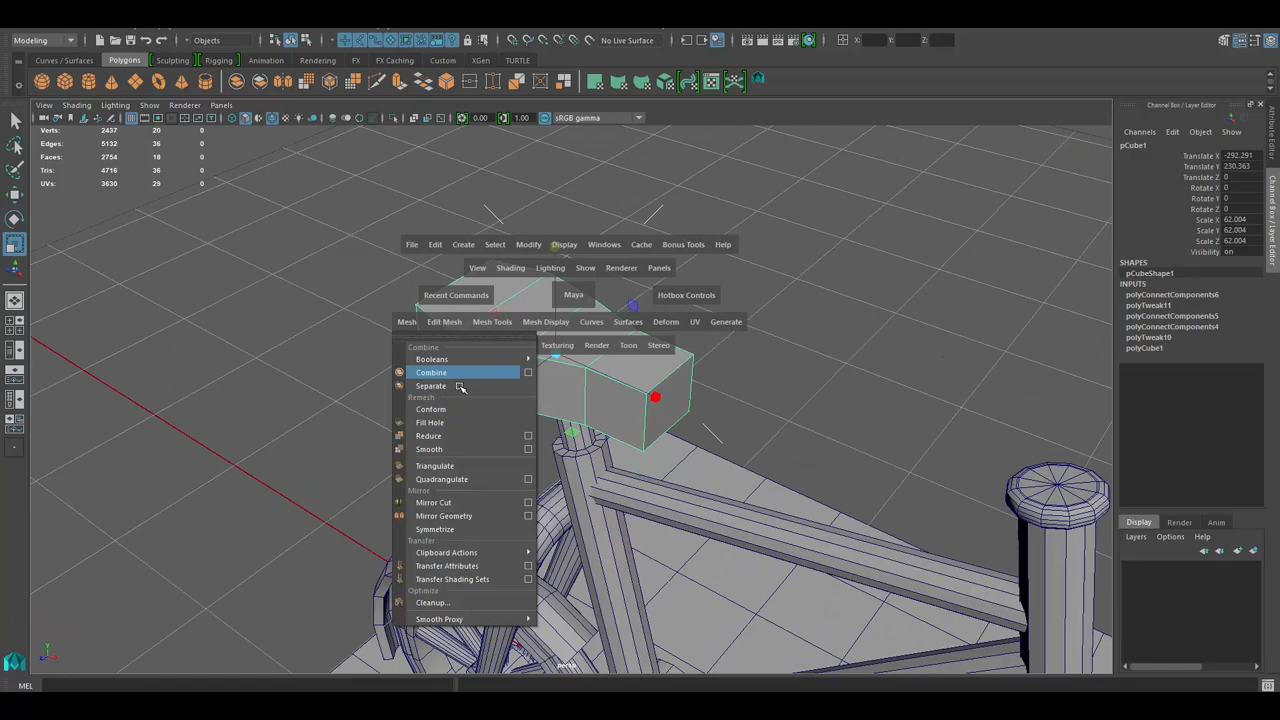 Modeling
Objects
No Live Surface
X:
Y:
Z:
Curves / Surfaces
Polygons
Sculpting
Rigging
Animation
Rendering
FX
FX Caching
Custom
XGen
TURTLE
View
Shading
Lighting
Show
Renderer
Panels
0.00
1.00
sRGB gamma
Verts: 2437 20 0
Edges: 5132 36 0
Faces: 2754 18 0
Tris: 4716 36 0
UVs: 3630 29 0
File
Edit
Create
Select
Modify
Display
Windows
Cache
Bonus Tools
Help
View
Shading
Lighting
Show
Renderer
Panels
Recent Commands
Maya
Hotbox Controls
Mesh
Edit Mesh
Mesh Tools
Mesh Display
Curves
Surfaces
Deform
UV
Generate
Texturing
Render
Toon
Stereo
Combine
Booleans
Combine
Separate
Remesh
Conform
Fill Hole
Reduce
Smooth
Triangulate
Quadrangulate
Mirror
Mirror Cut
Mirror Geometry
Symmetrize
Transfer
Clipboard Actions
Transfer Attributes
Transfer Shading Sets
Optimize
Cleanup...
Smooth Proxy
persp
MEL
Channel Box / Layer Editor
Channels
Edit
Object
Show
pCube1
Translate X -292.291
Translate Y 230.363
Translate Z 0
Rotate X 0
Rotate Y 0
Rotate Z 0
Scale X 62.004
Scale Y 62.004
Scale Z 62.004
Visibility on
SHAPES
pCubeShape1
INPUTS
polyConnectComponents6
polyTweak11
polyConnectComponents5
polyConnectComponents4
polyTweak10
polyCube1
Display
Render
Anim
Layers
Options
Help
Attribute Editor
Channel Box / Layer Editor